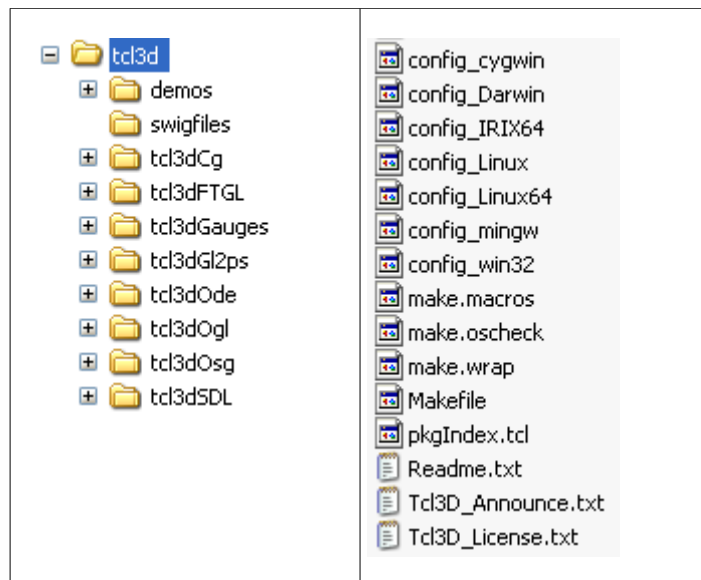 tcl3d
demos
swigfiles
tcl3dCg
tcl3dFTGL
tcl3dGauges
tcl3dGl2ps
tcl3dOde
tcl3dOgl
tcl3dOsg
tcl3dSDL
config_cygwin
config_Darwin
config_IRIX64
config_Linux
config_Linux64
config_mingw
config_win32
make.macros
make.oscheck
make.wrap
Makefile
pkgIndex.tcl
Readme.txt
Tcl3D_Announce.txt
Tcl3D_License.txt